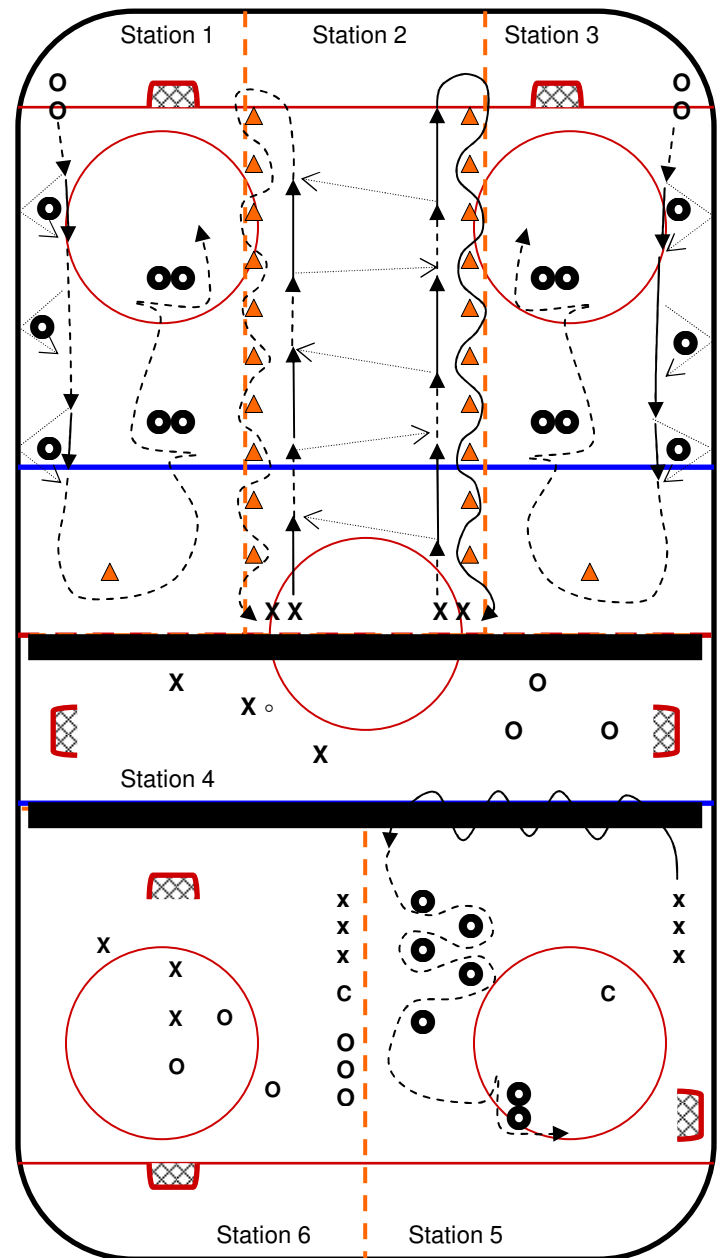 Station 1 Station 2 Station 3
O O
O O
X X X X
X O
X
O O
X
Station 4
x x
x x
X
x x
X
C C
X O
O
O O
O
O
Station 6 Station 5